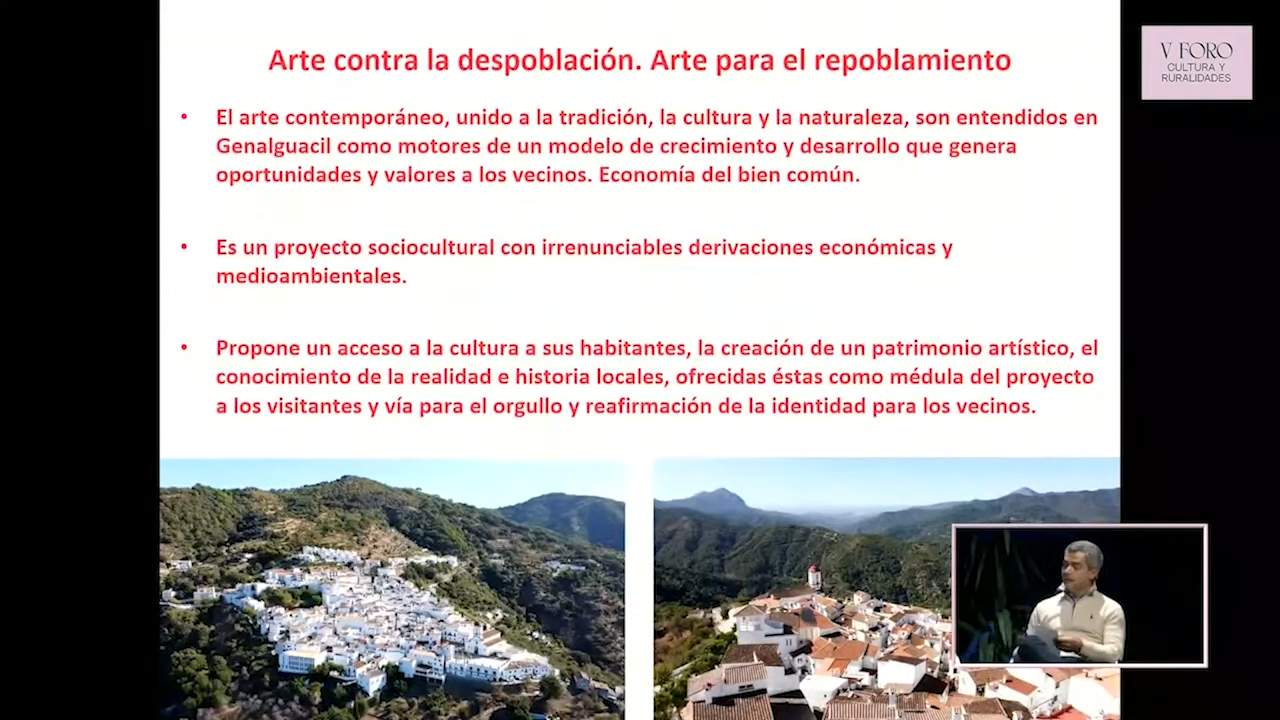 Arte contra la despoblación. Arte para el repoblamiento
V FORO
CULTURA Y
RURALIDADES
• El arte contemporáneo, unido a la tradición, la cultura y la naturaleza, son entendidos en
Genalguacil como motores de un modelo de crecimiento y desarrollo que genera
oportunidades y valores a los vecinos. Economía del bien común.
• Es un proyecto sociocultural con irrenunciables derivaciones económicas y
medioambientales.
• Propone un acceso a la cultura a sus habitantes, la creación de un patrimonio artístico, el
conocimiento de la realidad e historia locales, ofrecidas éstas como médula del proyecto
a los visitantes y vía para el orgullo y reafirmación de la identidad para los vecinos.